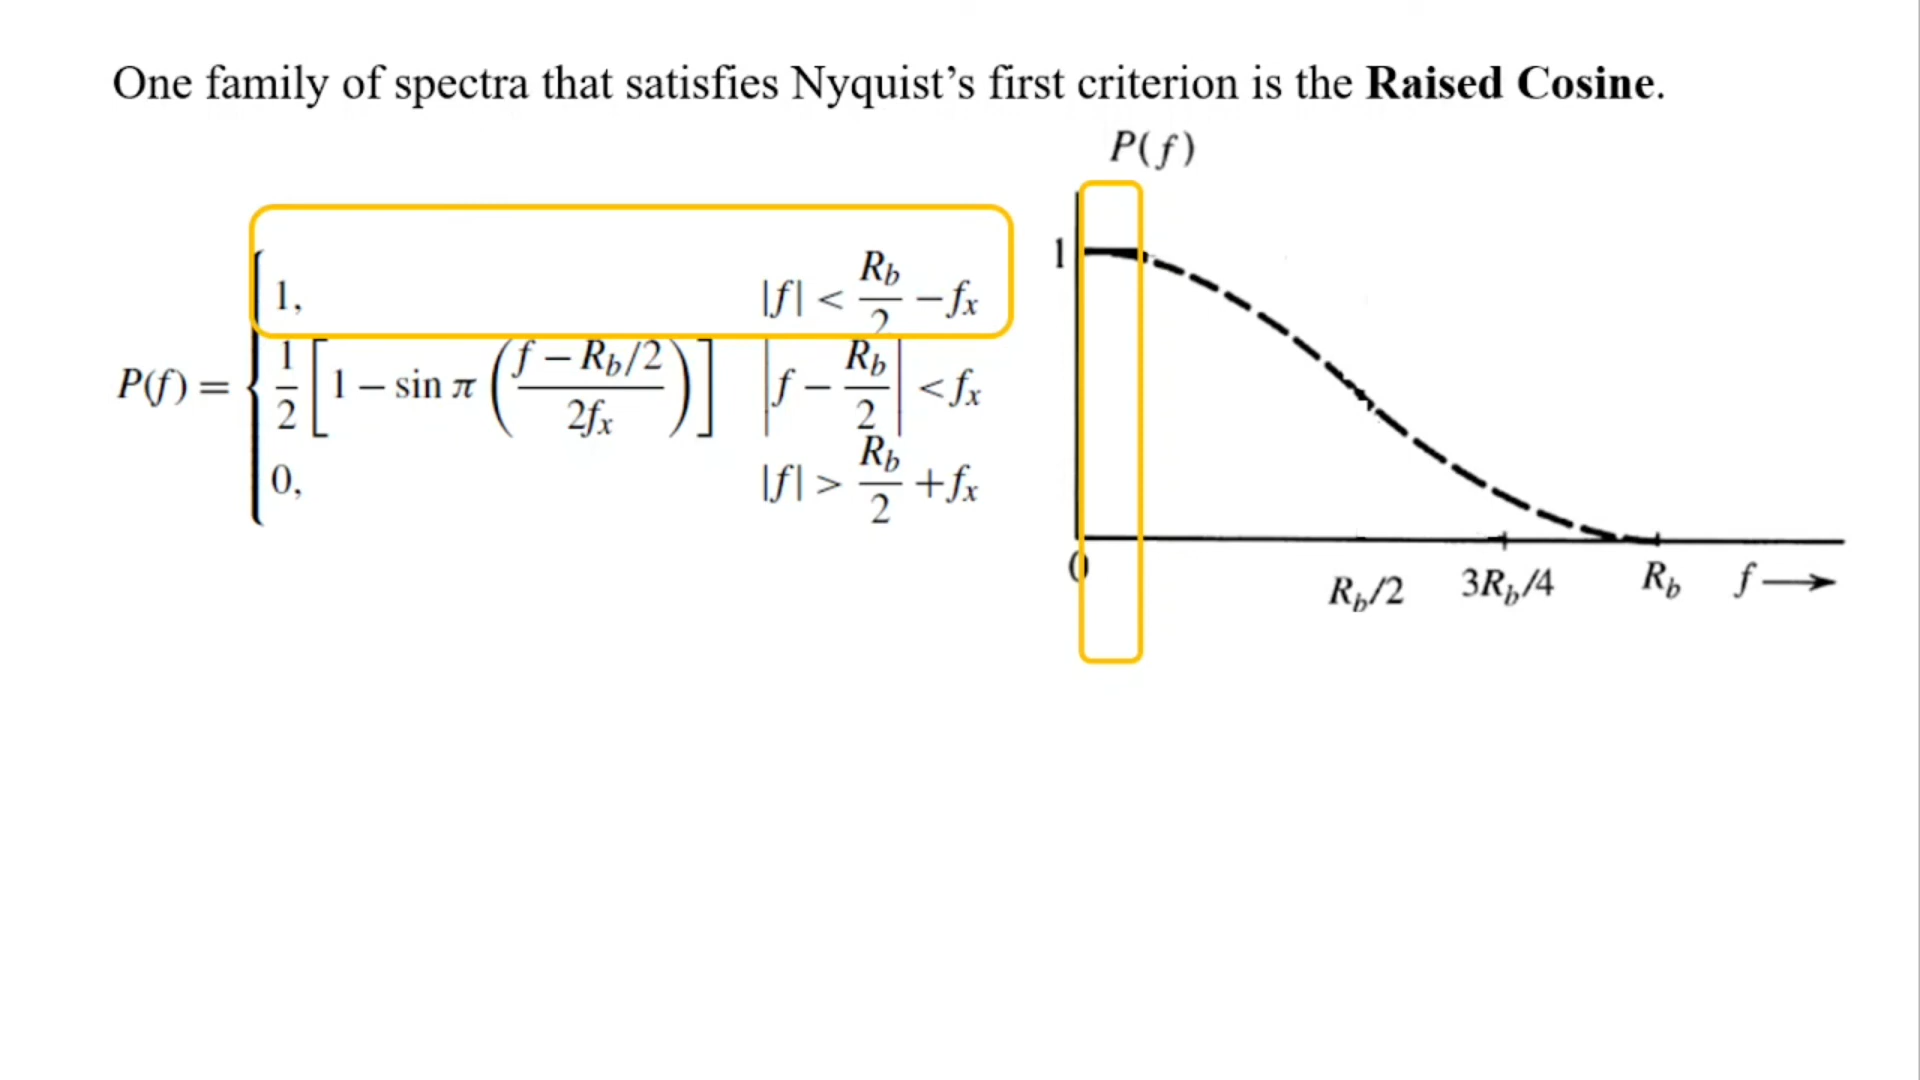 One family of spectra that satisfies Nyquist’s first criterion is the Raised Cosine.
P(f)
1
1, |f| < Rb/2 − fx
P(f) = { 1/2 [1 − sin π ((f − Rb/2)/2fx)] |f − Rb/2| < fx
0, |f| > Rb/2 + fx
0
Rb/2 3Rb/4 Rb f →